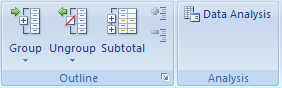 Data Analysis
Group Ungroup Subtotal
Outline
Analysis